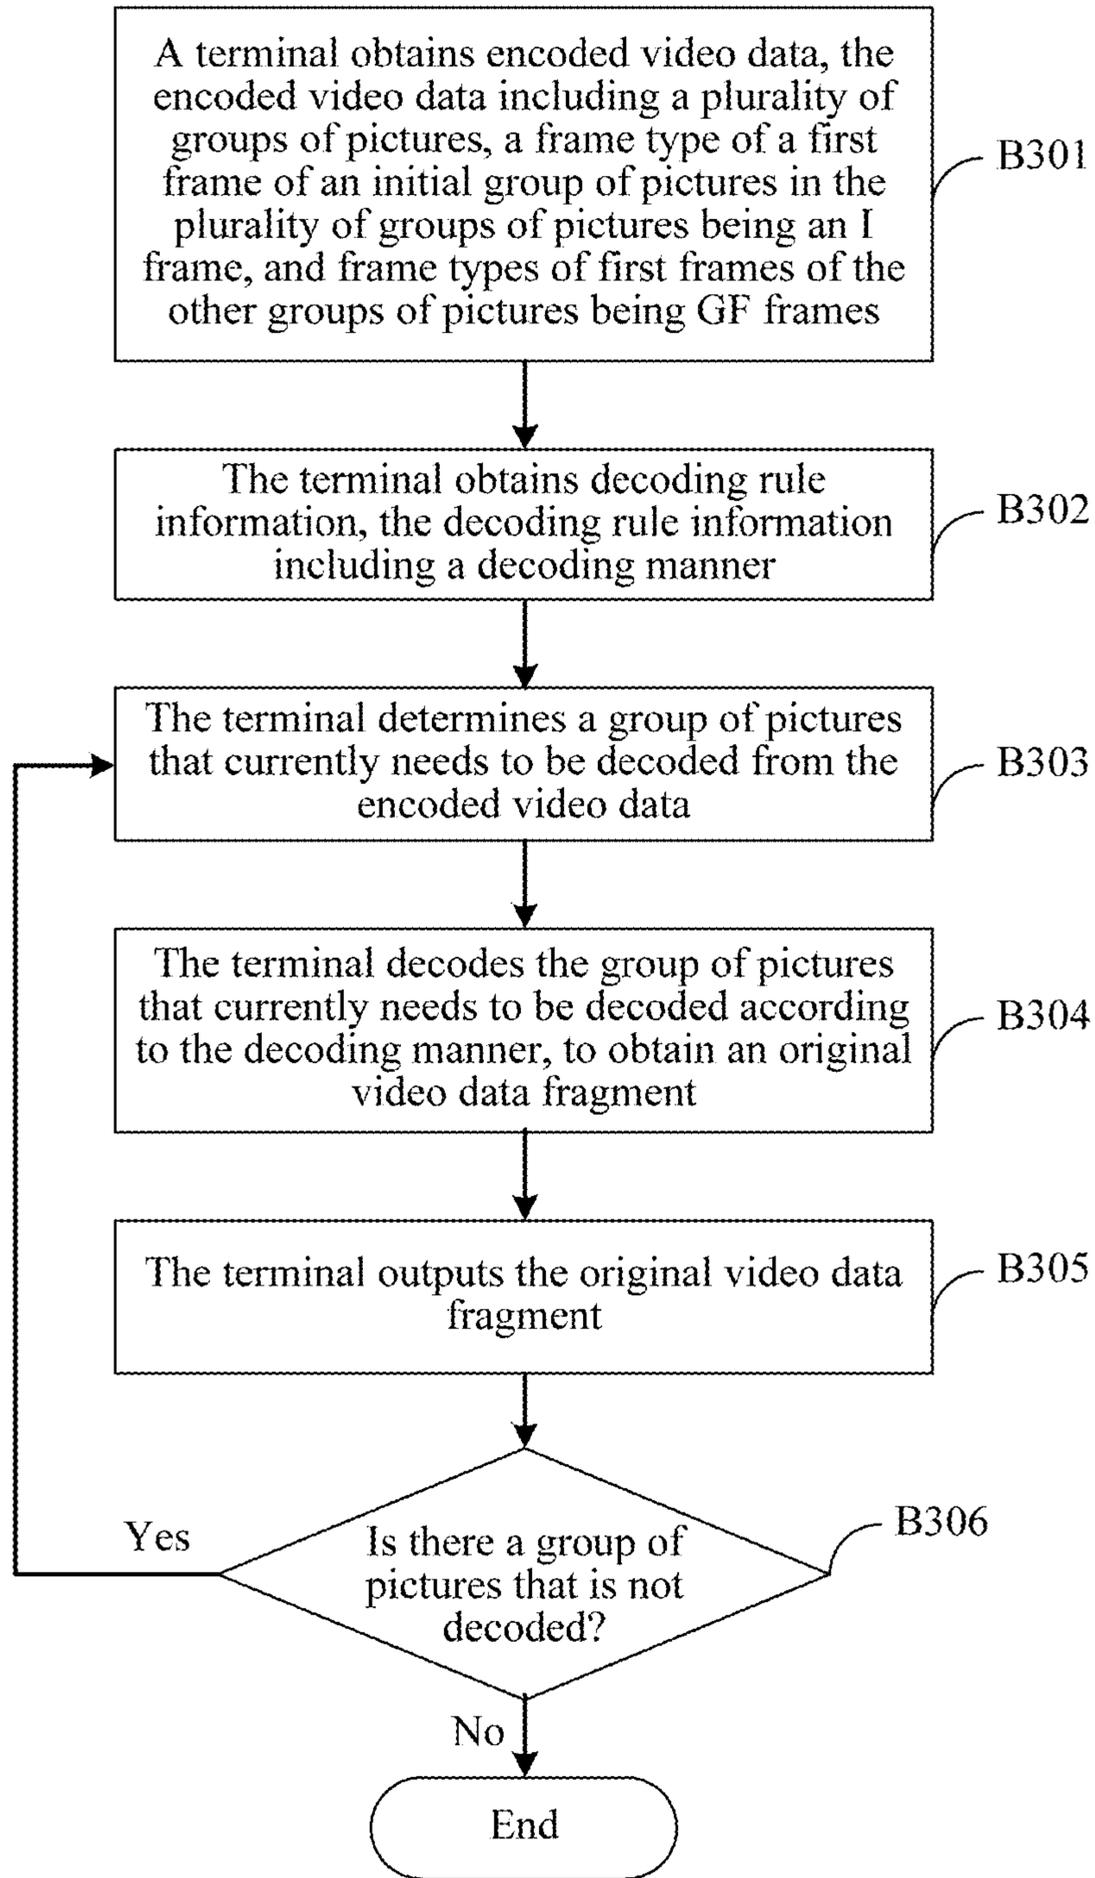 A terminal obtains encoded video data, the
encoded video data including a plurality of
groups of pictures, a frame type of a first
frame of an initial group of pictures in the
plurality of groups of pictures being an I
frame, and frame types of first frames of the
other groups of pictures being GF frames
B301
The terminal obtains decoding rule
information, the decoding rule information
including a decoding manner
B302
The terminal determines a group of pictures
that currently needs to be decoded from the
encoded video data
B303
The terminal decodes the group of pictures
that currently needs to be decoded according
to the decoding manner, to obtain an original
video data fragment
B304
The terminal outputs the original video data
fragment
B305
Is there a group of
pictures that is not
decoded?
B306
Yes
No
End